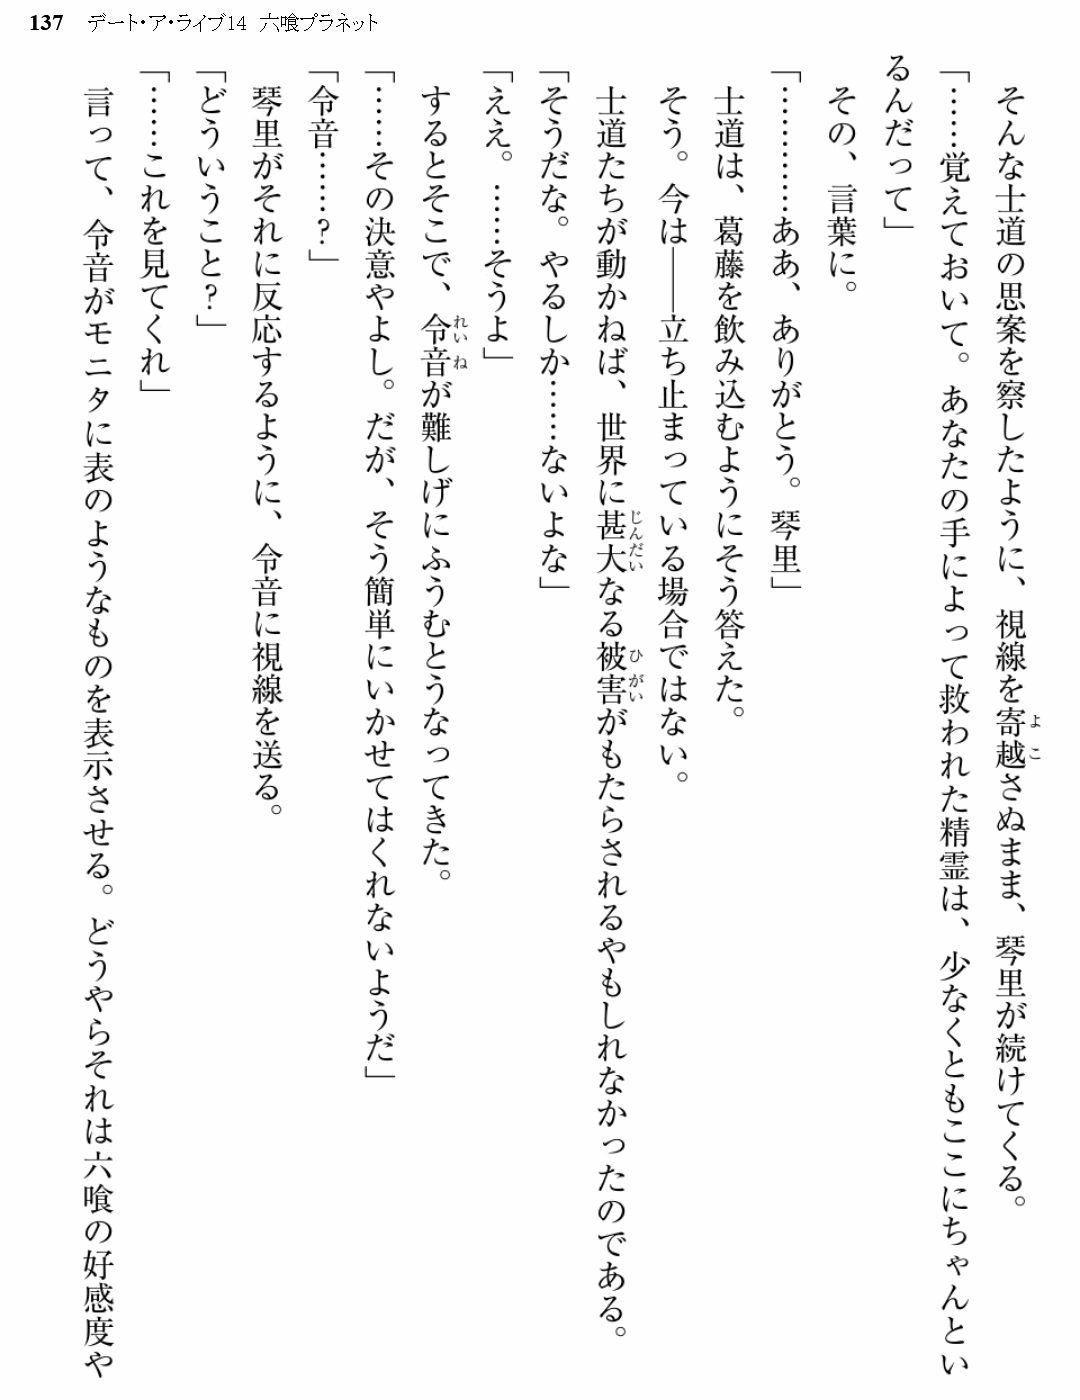 137 デート・ア・ライブ14 六喰プラネット
そんな士道の思案を察したように、視線を寄越さぬまま、琴里が続けてくる。
「……覚えておいて。あなたの手によって救われた精霊は、少なくともここにちゃんとい
るんだって」
その、言葉に。
「…………ああ、ありがとう。琴里」
士道は、葛藤を飲み込むようにそう答えた。
そう。今は――立ち止まっている場合ではない。
士道たちが動かねば、世界に甚大なる被害がもたらされるやもしれなかったのである。
「そうだな。やるしか……ないよな」
「ええ。……そうよ」
するとそこで、令音が難しげにふうむとうなってきた。
「……その決意やよし。だが、そう簡単にいかせてはくれないようだ」
「令音……？」
琴里がそれに反応するように、令音に視線を送る。
「どういうこと？」
「……これを見てくれ」
言って、令音がモニタに表のようなものを表示させる。どうやらそれは六喰の好感度や